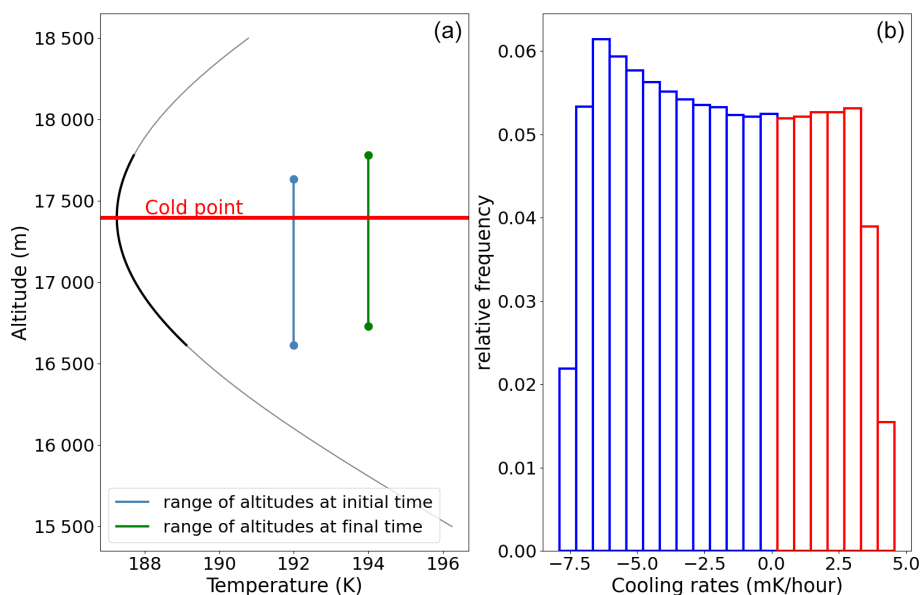 (a)
18 500
18 000
17 500
17 000
16 500
16 000
15 500
Altitude (m)
Cold point
range of altitudes at initial time
range of altitudes at final time
188 190 192 194 196
Temperature (K)
(b)
0.06
0.05
0.04
0.03
0.02
0.01
0.00
relative frequency
−7.5 −5.0 −2.5 0.0 2.5 5.0
Cooling rates (mK/hour)